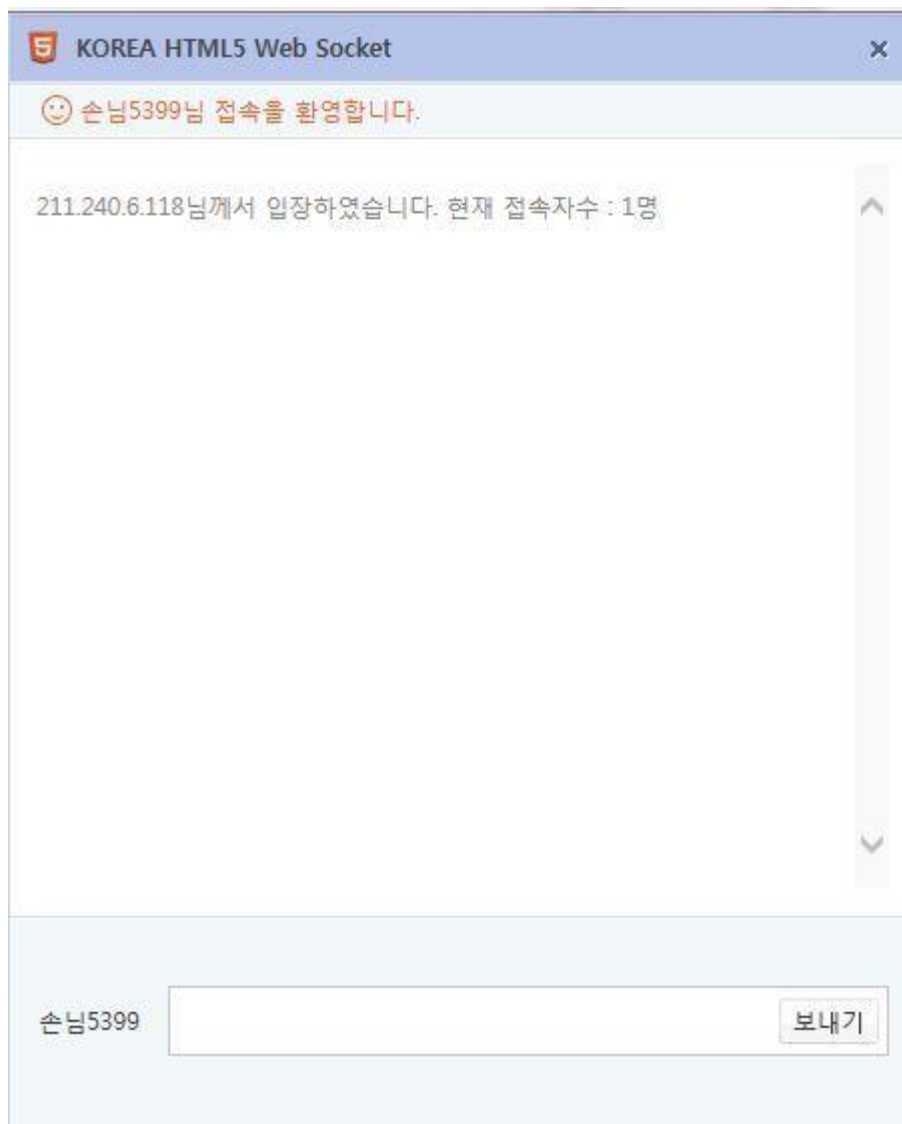 5 KOREA HTML5 Web Socket
손님5399님 접속을 환영합니다.
211.240.6.118님께서 입장하였습니다. 현재 접속자수 : 1명
손님5399
보내기